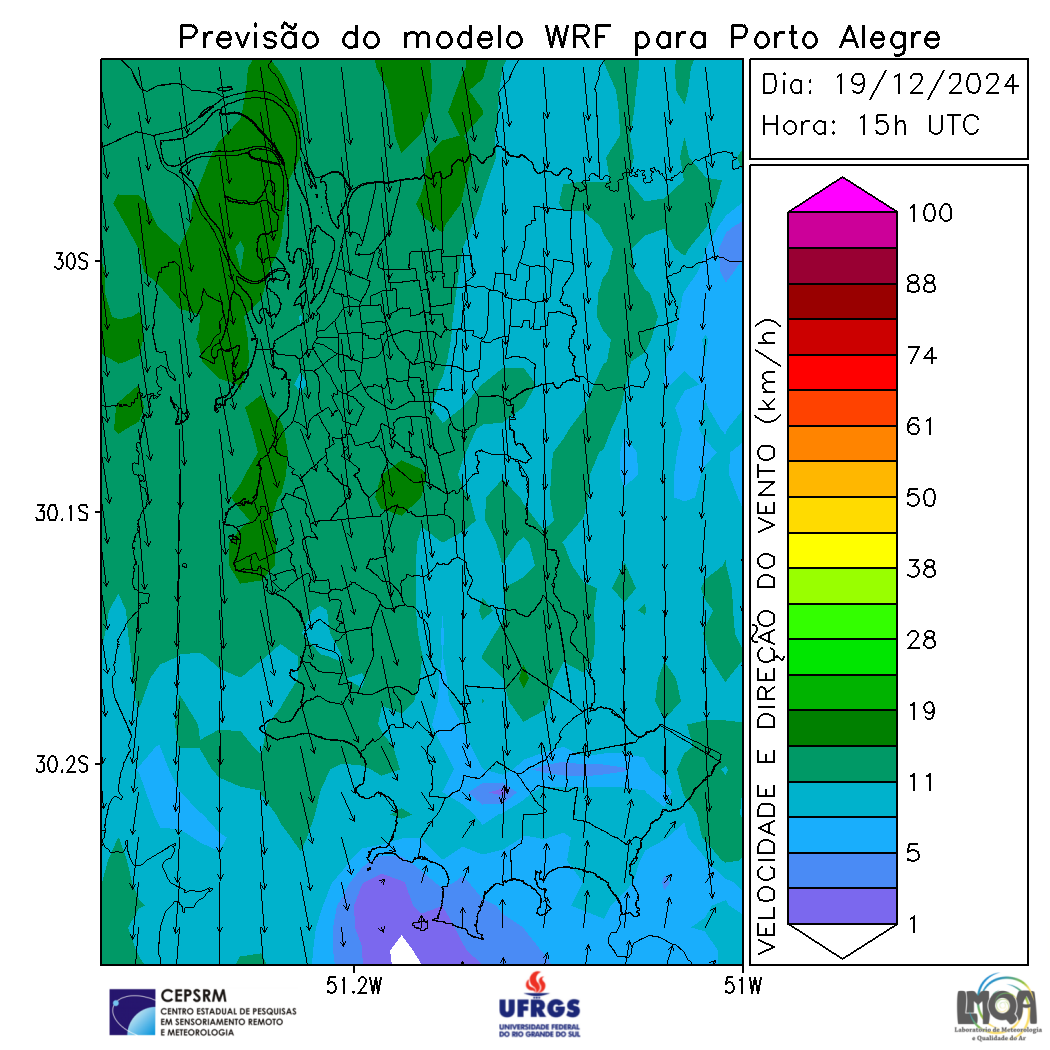 Previsão do modelo WRF para Porto Alegre
Dia: 19/12/2024
Hora: 15h UTC
30S
30.1S
30.2S
51.2W
51W
VELOCIDADE E DIREÇÃO DO VENTO (km/h)
100
88
74
61
50
38
28
19
11
5
1
CEPSRM
CENTRO ESTADUAL DE PESQUISAS
EM SENSORIAMENTO REMOTO
E METEOROLOGIA
UFRGS
UNIVERSIDADE FEDERAL
DO RIO GRANDE DO SUL
LMQA
Laboratório de Meteorologia
e Qualidade do Ar